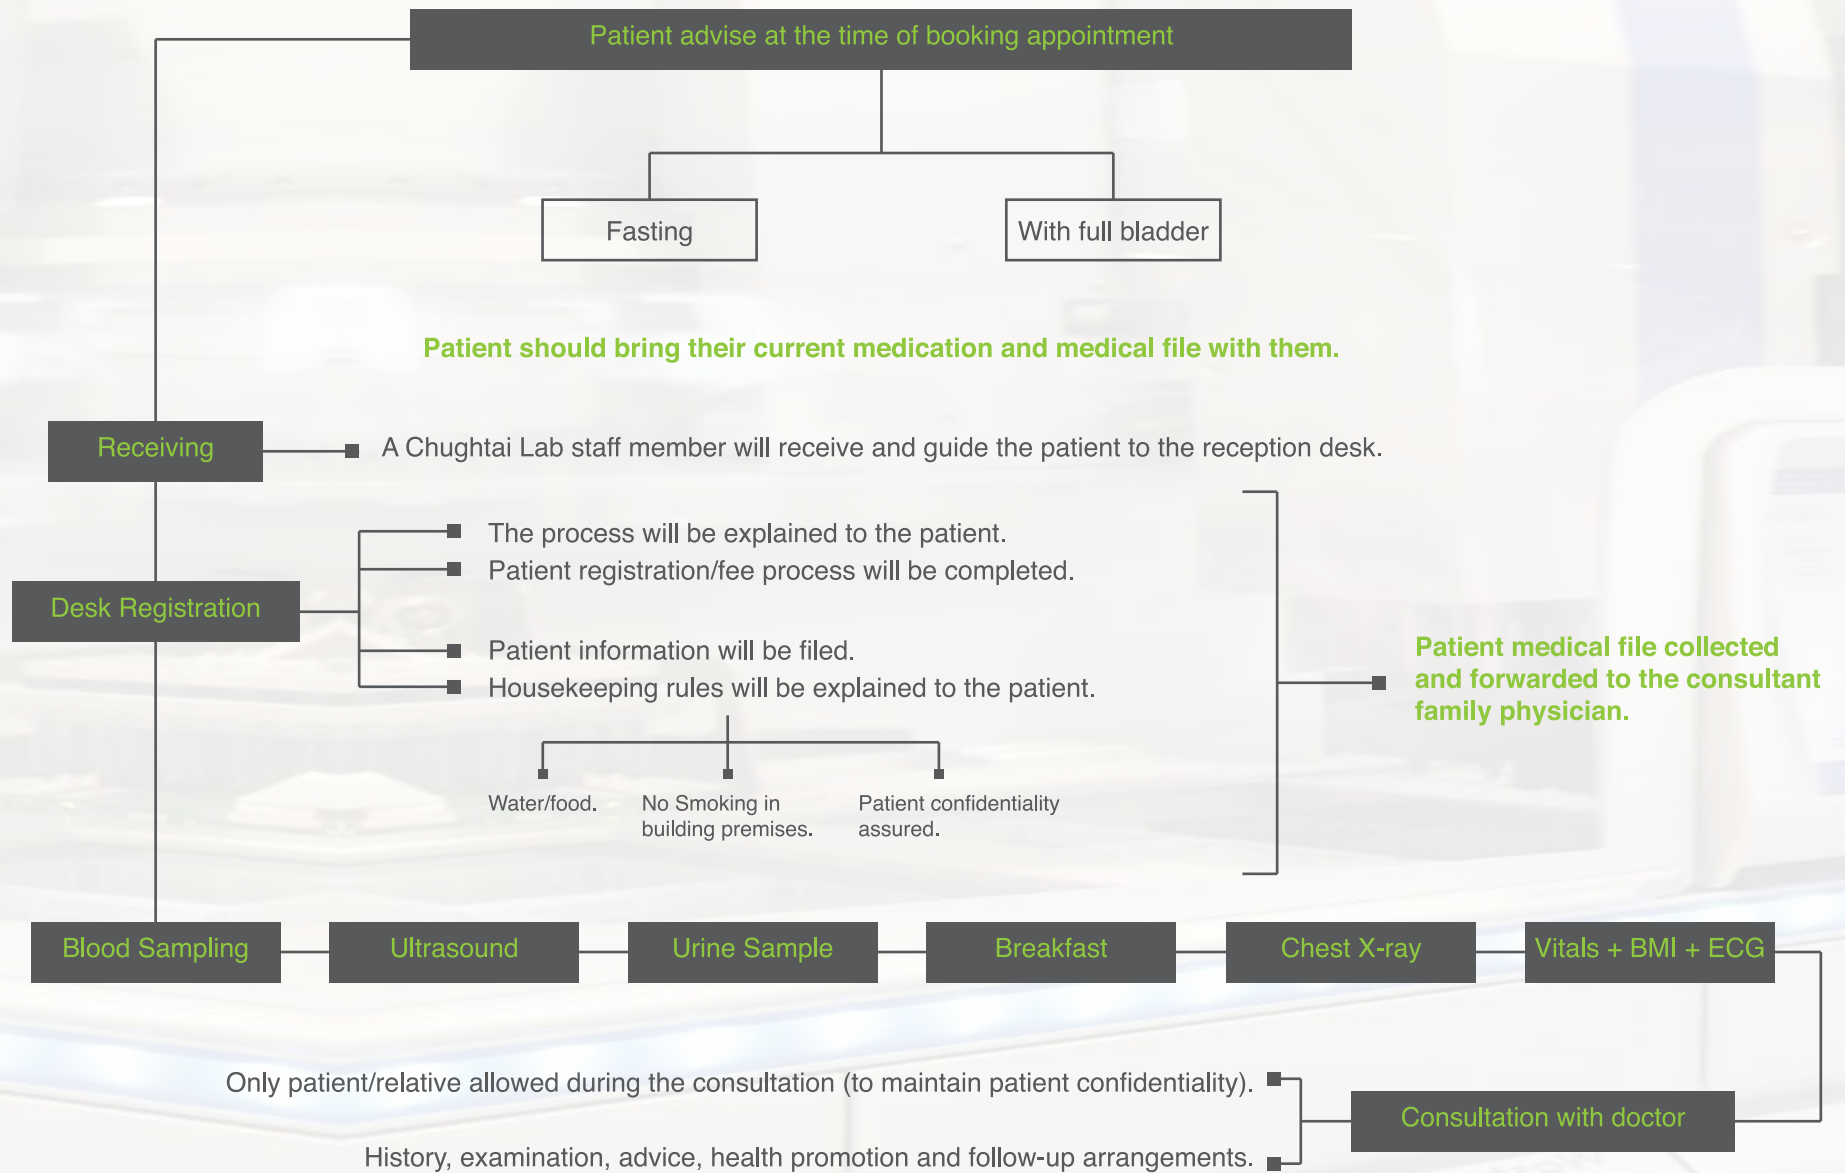 Patient advise at the time of booking appointment
Fasting
With full bladder
Patient should bring their current medication and medical file with them.
Receiving
A Chughtai Lab staff member will receive and guide the patient to the reception desk.
The process will be explained to the patient.
Patient registration/fee process will be completed.
Desk Registration
Patient information will be filed.
Housekeeping rules will be explained to the patient.
Patient medical file collected
and forwarded to the consultant
family physician.
Water/food.
No Smoking in
building premises.
Patient confidentiality
assured.
Blood Sampling
Ultrasound
Urine Sample
Breakfast
Chest X-ray
Vitals + BMI + ECG
Only patient/relative allowed during the consultation (to maintain patient confidentiality).
Consultation with doctor
History, examination, advice, health promotion and follow-up arrangements.